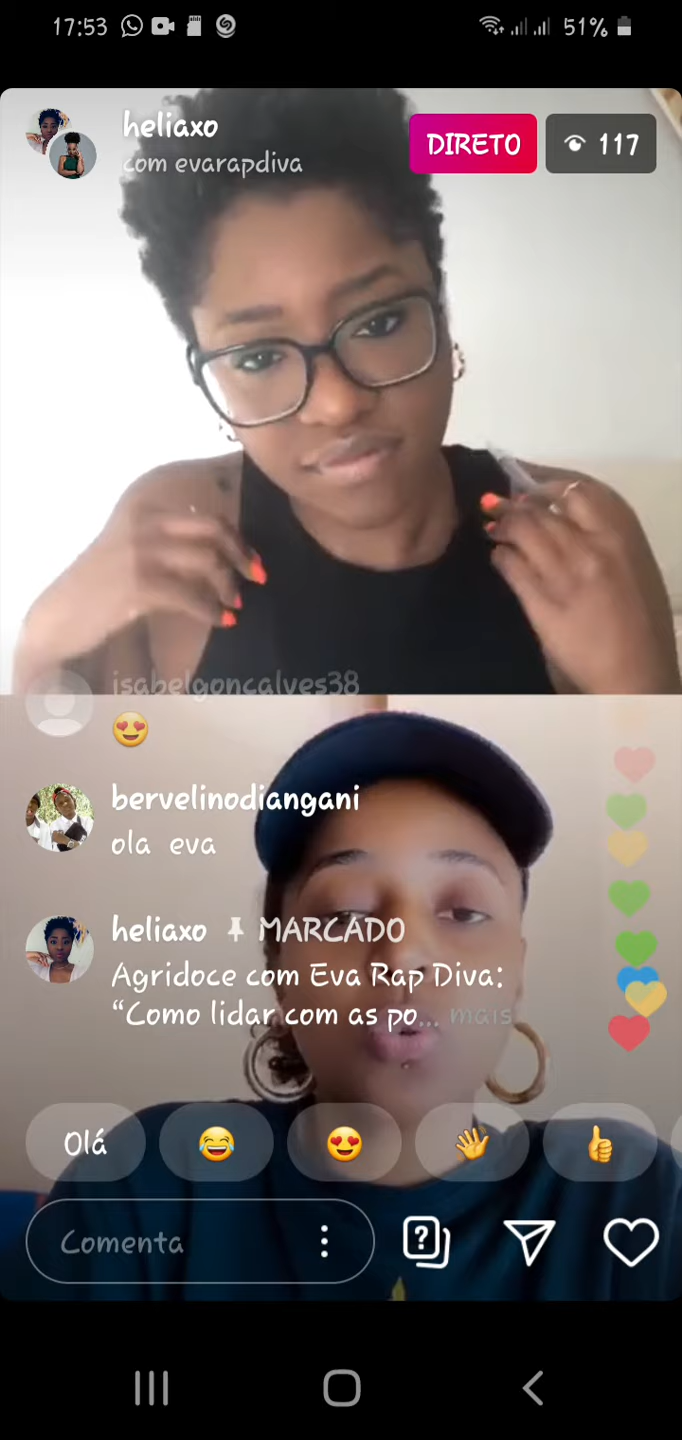 17:53
51%
heliaxo
com evarapdiva
DIRETO
117
isabelgoncalves38
bervelinodiangani
ola eva
heliaxo MARCADO
Agridoce com Eva Rap Diva:
“Como lidar com as po... mais
Olá
Comenta